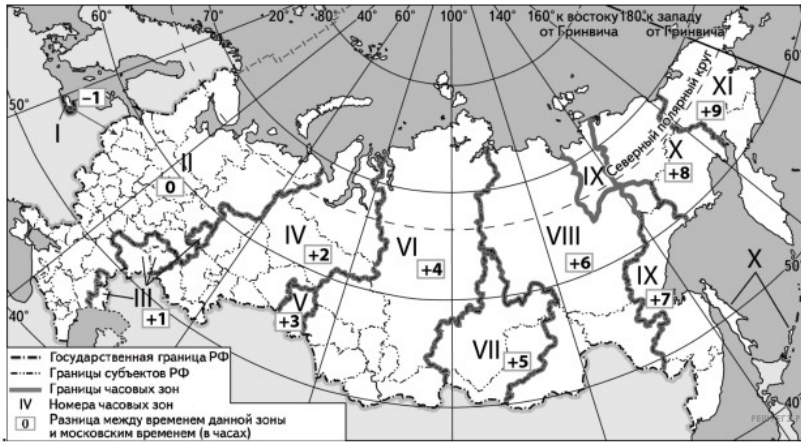 60° 70° 80° 60° 100° 160° к востоку 180° к западу
от Гринвича от Гринвича
60°
50°
−1
I
XI
+9
Северный полярный круг
II
0
IX
X
+8
IV
+2
VI
+4
VIII
+6
V
+3
IX
+7
X
50°
III
+1
40°
VII
+5
40°
Государственная граница РФ
Границы субъектов РФ
Границы часовых зон
IV Номера часовых зон
0 Разница между временем данной зоны
и московским временем (в часах)